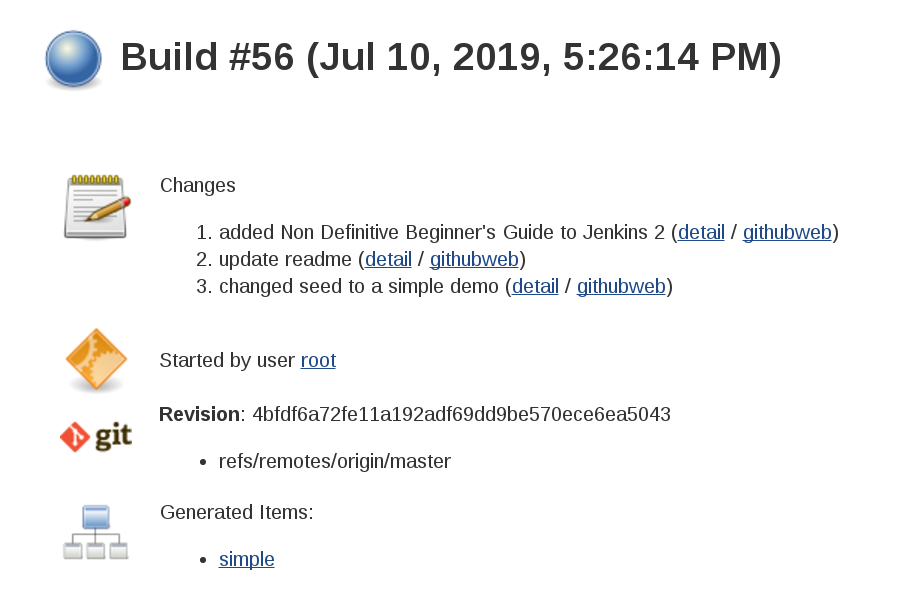 Build #56 (Jul 10, 2019, 5:26:14 PM)
Changes
1. added Non Definitive Beginner's Guide to Jenkins 2 (detail / githubweb)
2. update readme (detail / githubweb)
3. changed seed to a simple demo (detail / githubweb)
Started by user root
Revision: 4bfdf6a72fe11a192adf69dd9be570ece6ea5043
git
• refs/remotes/origin/master
Generated Items:
• simple